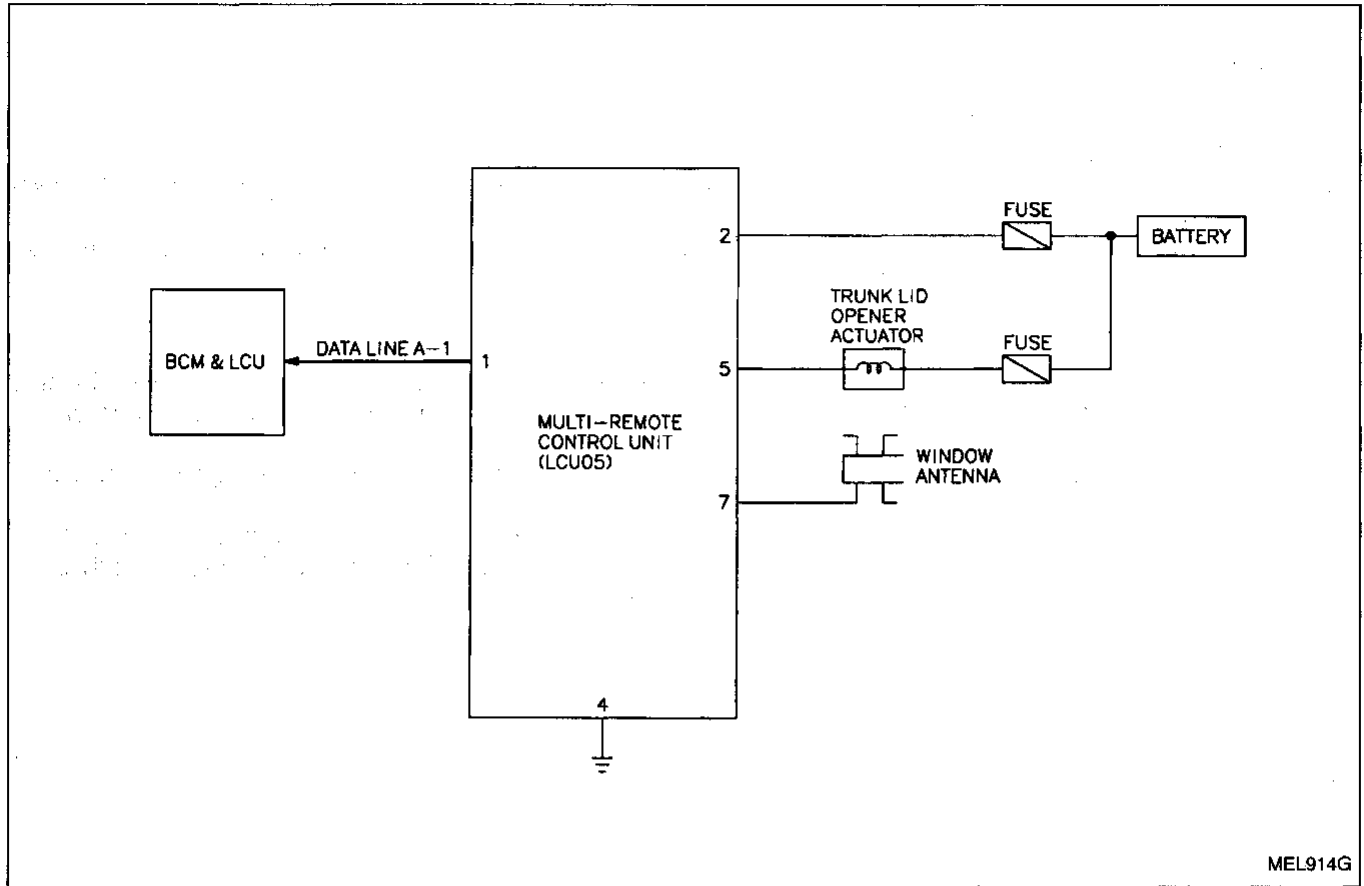 FUSE
2
BATTERY
TRUNK LID
OPENER
ACTUATOR
FUSE
BCM & LCU
DATA LINE A-1
1
5
MULTI-REMOTE
CONTROL UNIT
(LCU05)
WINDOW
ANTENNA
7
4
MEL914G